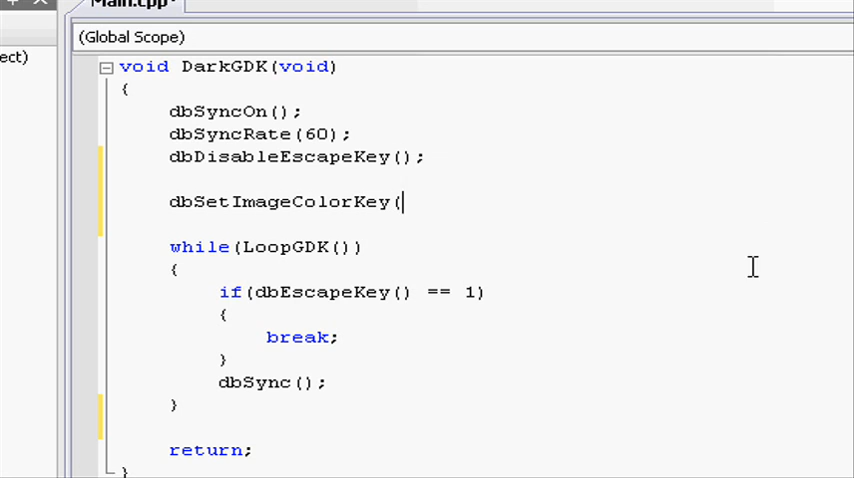 Main.cpp*
(Global Scope)
ect)
void DarkGDK(void)
{
dbSyncOn();
dbSyncRate(60);
dbDisableEscapeKey();
dbSetImageColorKey(
while(LoopGDK())
{
if(dbEscapeKey() == 1)
{
break;
}
dbSync();
}
return;
}